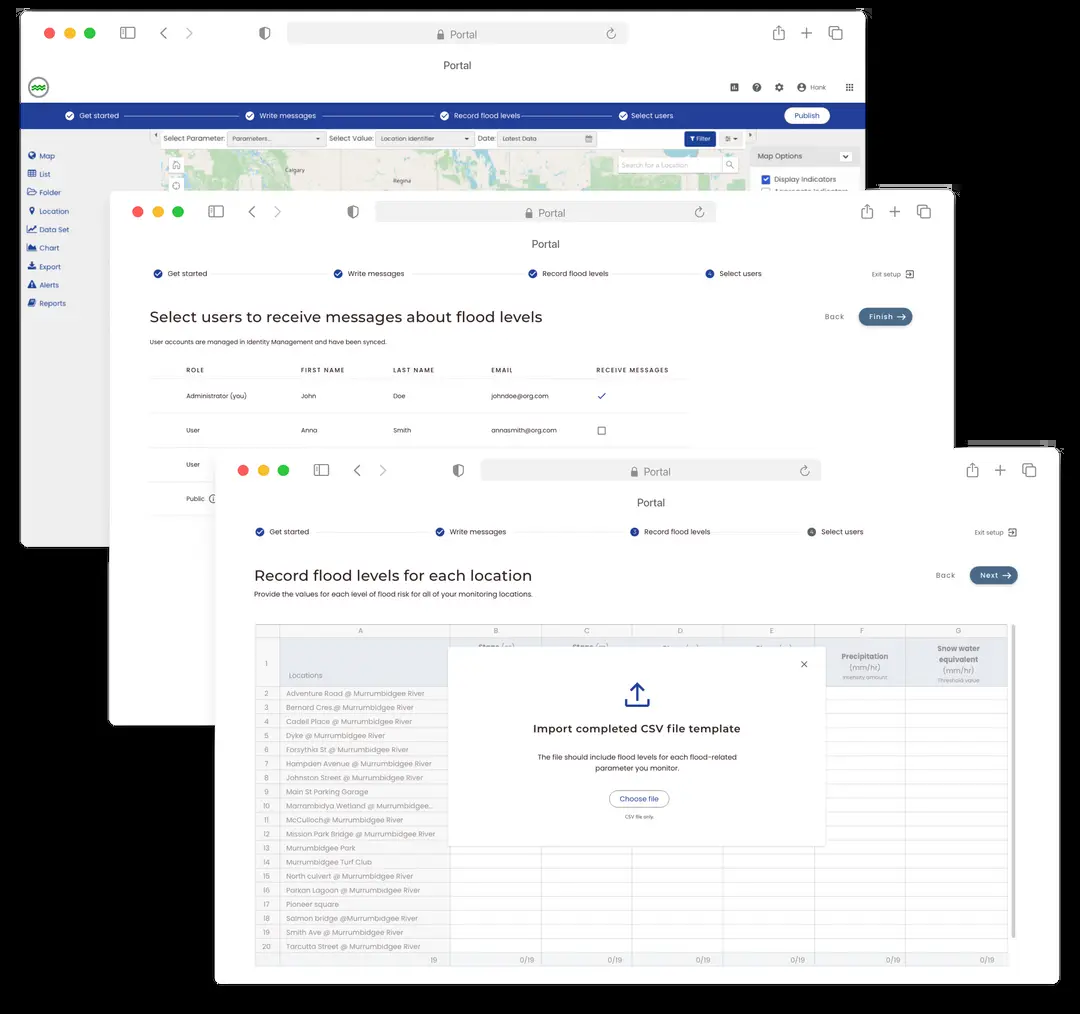 Portal
Portal
Hank
Get started Write messages Record flood levels Select users Publish
Select Parameter: Parameters... Select Value: Location Identifier Date: Latest Data Filter
Map Map Options
Calgary Search for a Location
List Regina Display Indicators
Folder
Location
Data Set
Chart
Export
Alerts
Reports
Portal
Portal
Get started Write messages Record flood levels 4 Select users Exit setup
Select users to receive messages about flood levels Back Finish
User accounts are managed in Identity Management and have been synced.
ROLE FIRST NAME LAST NAME EMAIL RECEIVE MESSAGES
Administrator (you) John Doe johndoe@org.com
User Anna Smith annasmith@org.com
User
Public
Portal
Portal
Get started Write messages 3 Record flood levels 4 Select users Exit setup
Record flood levels for each location Back Next
Provide the values for each level of flood risk for all of your monitoring locations.
A B C D E F G
1 Locations Precipitation (mm/hr) Intensity amount Snow water equivalent (mm/hr) Threshold value
2 Adventure Road @ Murrumbidgee River
3 Bernard Cres.@ Murrumbidgee River
4 Cadell Place @ Murrumbidgee River
5 Dyke @ Murrumbidgee River
6 Forsythia St.@ Murrumbidgee River
7 Hampden Avenue @ Murrumbidgee River
8 Johnston Street @ Murrumbidgee River
9 Main St Parking Garage
10 Marrambidya Wetland @ Murrumbidgee..
11 McCulloch@ Murrumbidgee River
12 Mission Park Bridge @ Murrumbidgee River
13 Murrumbidgee Park
14 Murrumbidgee Turf Club
15 North culvert @ Murrumbidgee River
16 Parkan Lagoon @ Murrumbidgee River
17 Pioneer square
18 Salmon bridge @Murrumbidgee River
19 Smith Ave @ Murrumbidgee River
20 Tarcutta Street @ Murrumbidgee River
19 0/19 0/19 0/19 0/19 0/19 0/19
Import completed CSV file template
The file should include flood levels for each flood-related
parameter you monitor.
Choose file
CSV file only.